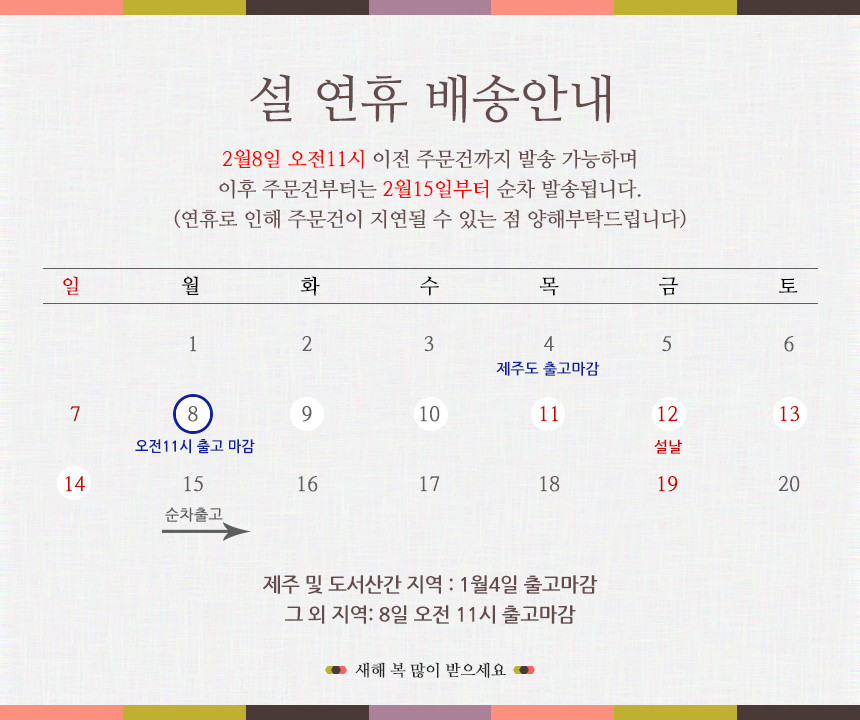 설 연휴 배송안내
2월8일 오전11시 이전 주문건까지 발송 가능하며
이후 주문건부터는 2월15일부터 순차 발송됩니다.
(연휴로 인해 주문건이 지연될 수 있는 점 양해부탁드립니다)
일 월 화 수 목 금 토
1 2 3 4 5 6
제주도 출고마감
7 8 9 10 11 12 13
오전11시 출고 마감 설날
14 15 16 17 18 19 20
순차출고
제주 및 도서산간 지역 : 1월4일 출고마감
그 외 지역: 8일 오전 11시 출고마감
새해 복 많이 받으세요